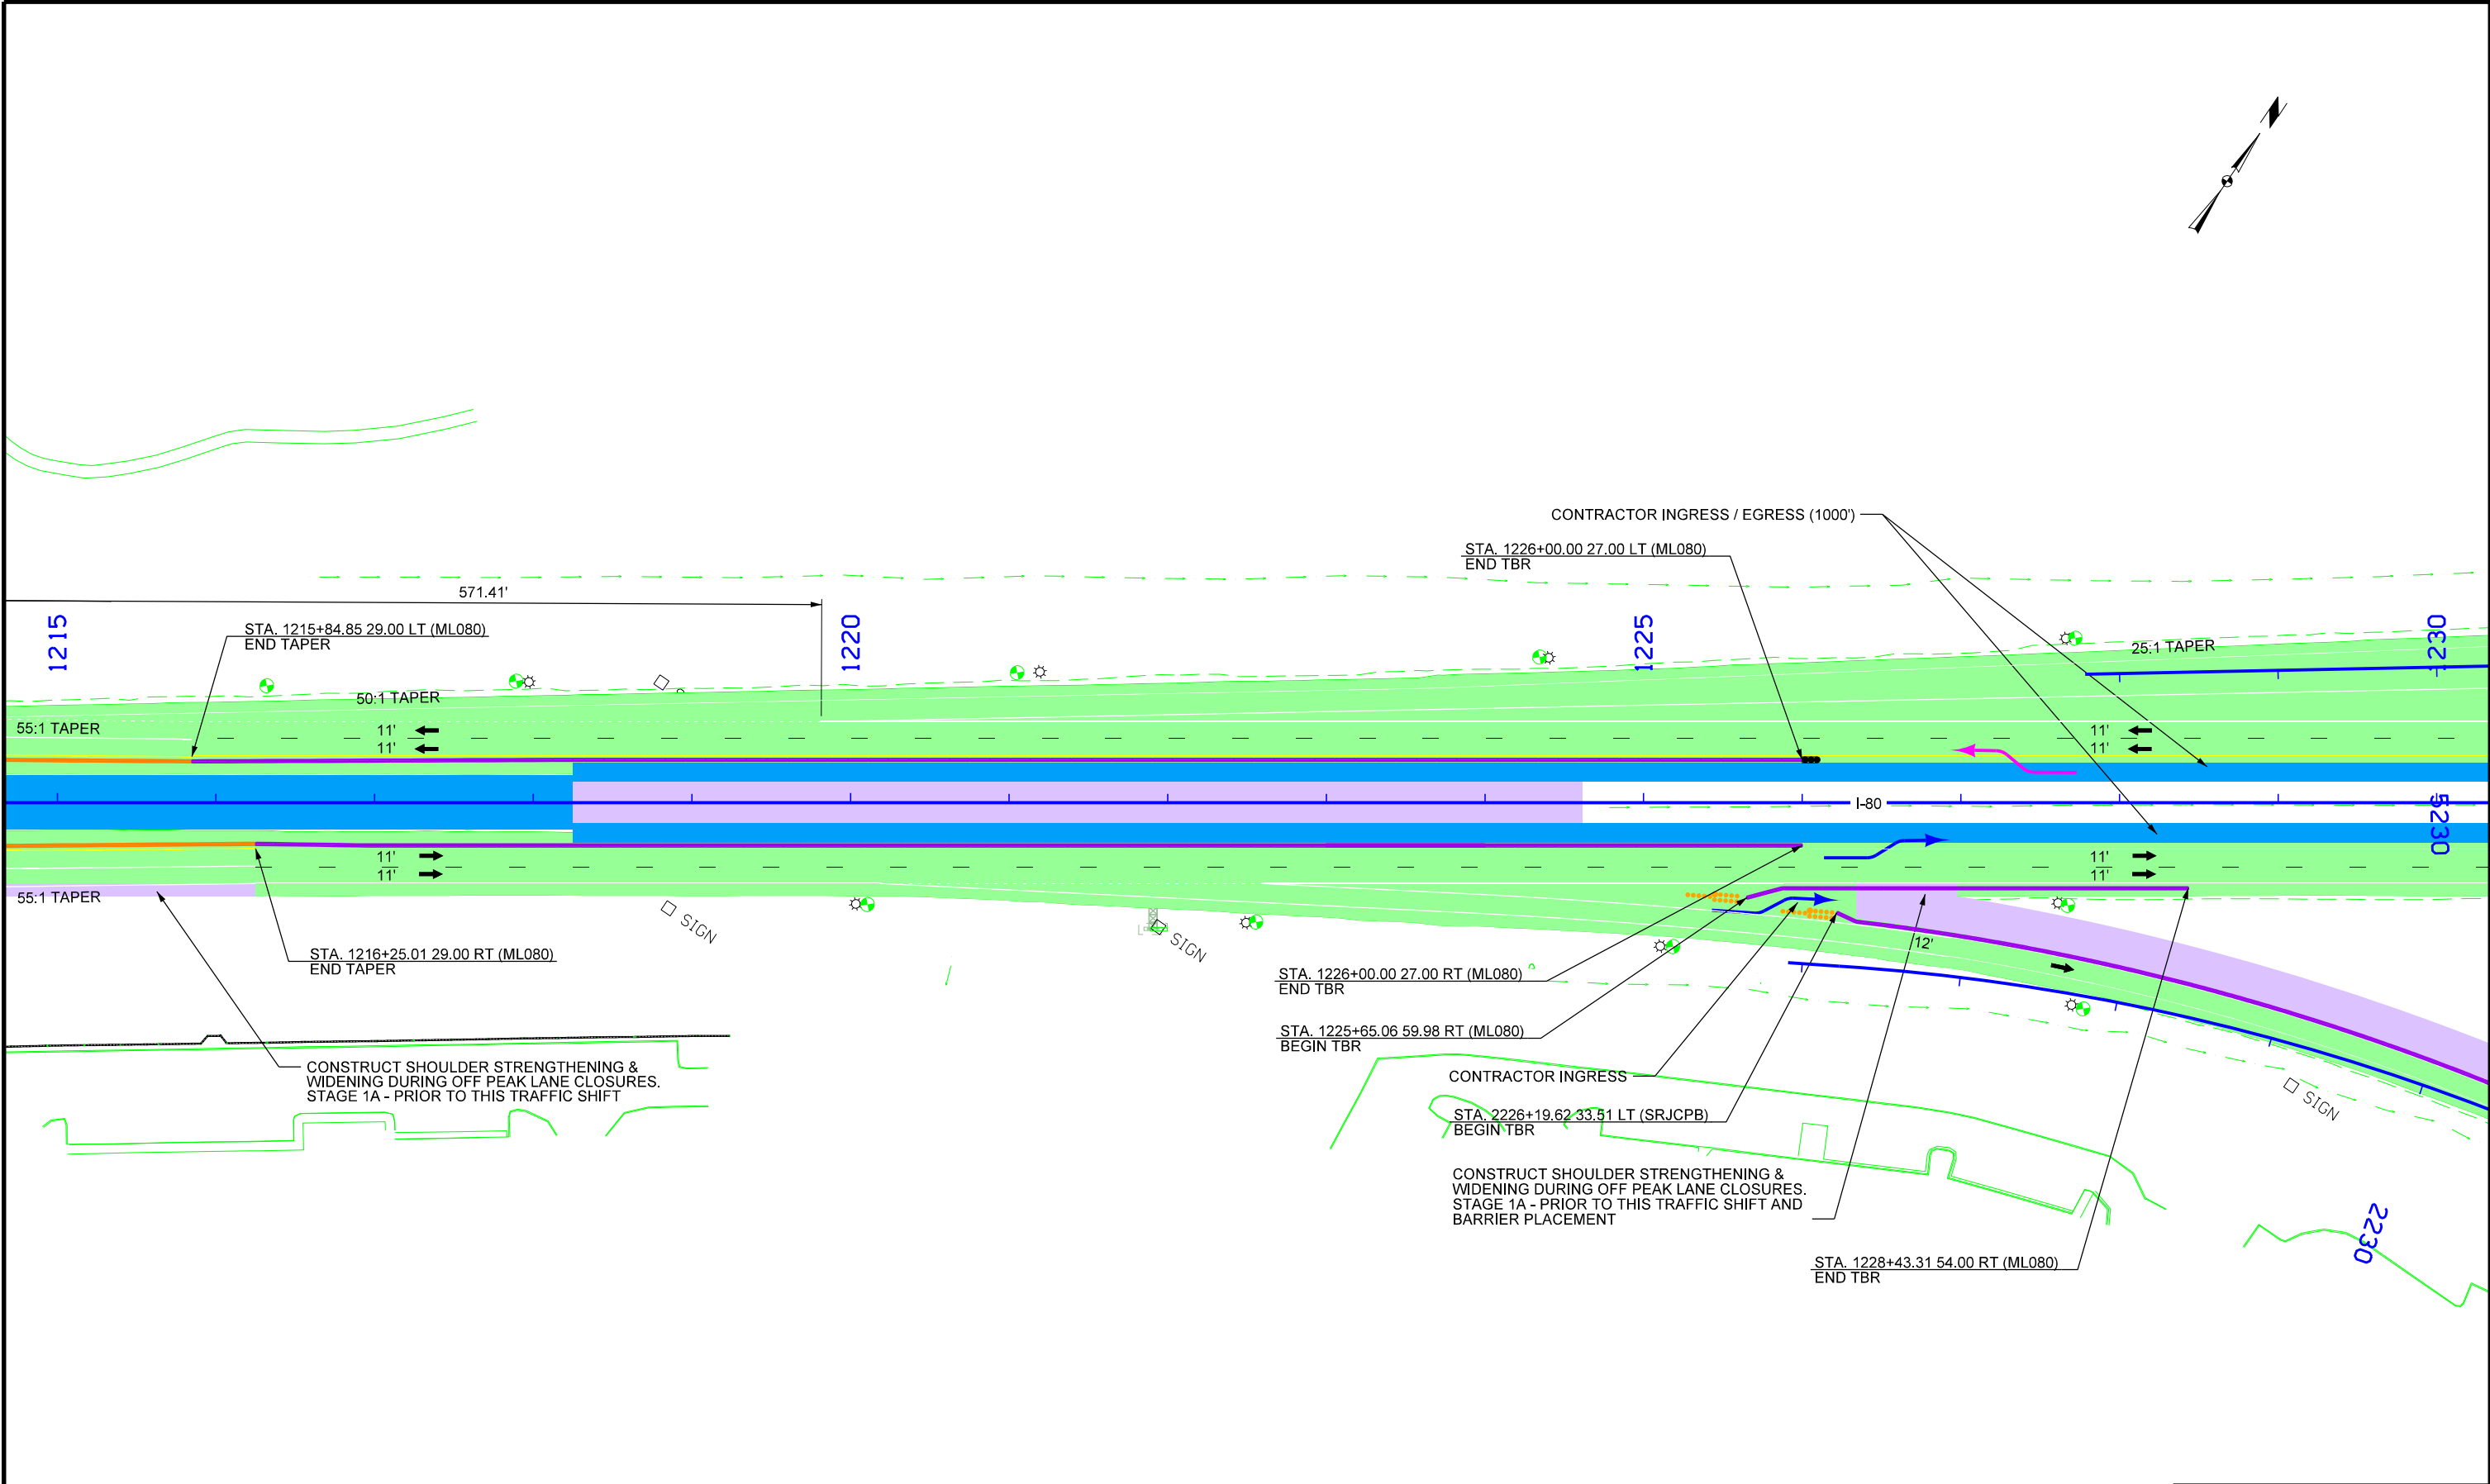 N
CONTRACTOR INGRESS / EGRESS (1000')
STA. 1226+00.00 27.00 LT (ML080)
END TBR
571.41'
1215
1220
1225
1230
STA. 1215+84.85 29.00 LT (ML080)
END TAPER
25:1 TAPER
50:1 TAPER
55:1 TAPER
11'
11'
11'
11'
I-80
5230
11'
11'
11'
11'
55:1 TAPER
SIGN
SIGN
12'
STA. 1216+25.01 29.00 RT (ML080)
END TAPER
STA. 1226+00.00 27.00 RT (ML080)
END TBR
STA. 1225+65.06 59.98 RT (ML080)
BEGIN TBR
CONSTRUCT SHOULDER STRENGTHENING &
WIDENING DURING OFF PEAK LANE CLOSURES.
STAGE 1A - PRIOR TO THIS TRAFFIC SHIFT
CONTRACTOR INGRESS
SIGN
STA. 2226+19.62 33.51 LT (SRJCPB)
BEGIN TBR
CONSTRUCT SHOULDER STRENGTHENING &
WIDENING DURING OFF PEAK LANE CLOSURES.
STAGE 1A - PRIOR TO THIS TRAFFIC SHIFT AND
BARRIER PLACEMENT
2230
STA. 1228+43.31 54.00 RT (ML080)
END TBR